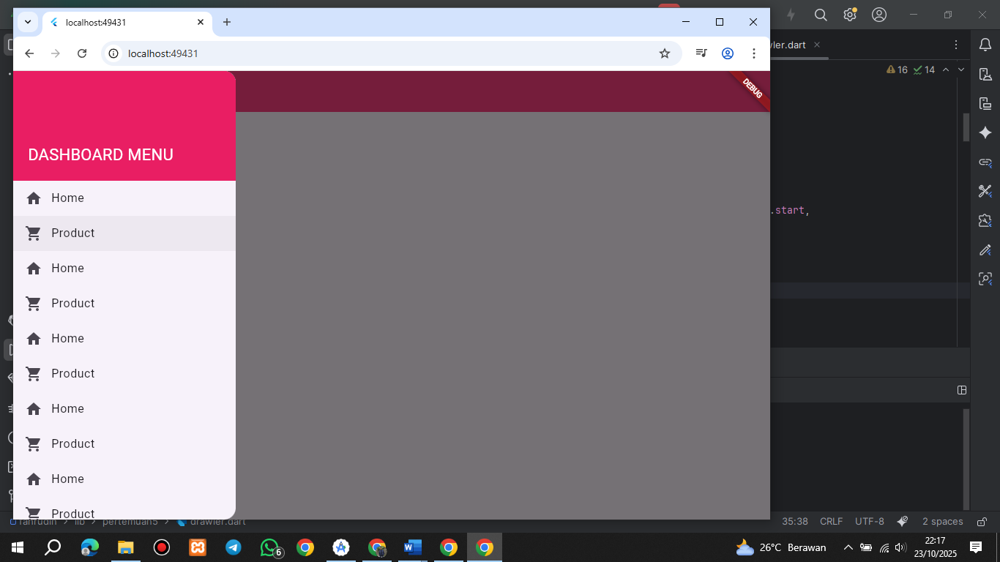 localhost:49431
localhost:49431
DEBUG
DASHBOARD MENU
Home
Product
Home
Product
Home
Product
Home
Product
Home
Product
wler.dart
16
14
.start,
lib
pertemuan5
drawler.dart
35:38
CRLF
UTF-8
2 spaces
6
26°C Berawan
22:17
23/10/2025